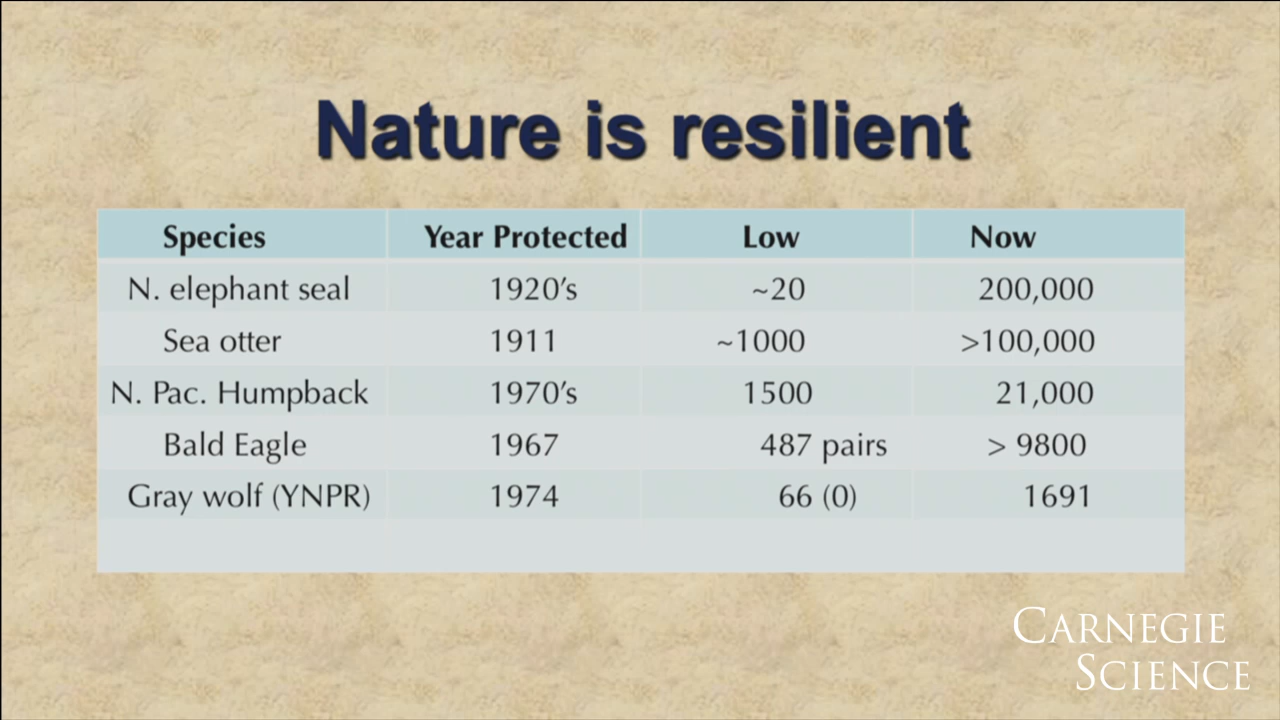 Nature is resilient
Species Year Protected Low Now
N. elephant seal 1920's ~20 200,000
Sea otter 1911 ~1000 >100,000
N. Pac. Humpback 1970's 1500 21,000
Bald Eagle 1967 487 pairs > 9800
Gray wolf (YNPR) 1974 66 (0) 1691
CARNEGIE
SCIENCE